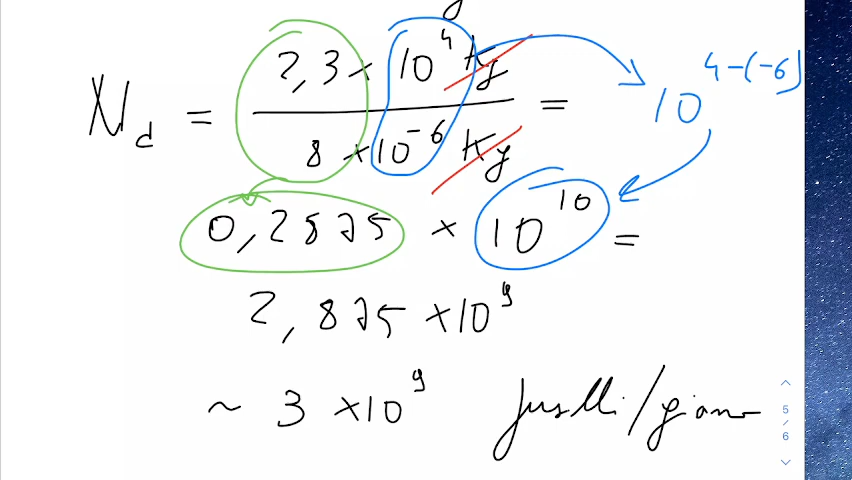 N_d = 2,3 × 10^4 Kg / 8 × 10^-6 Kg = 10^4-(-6)
0,2875 × 10^10 =
2,875 × 10^9
~ 3 × 10^9 /giorno
5
/
6